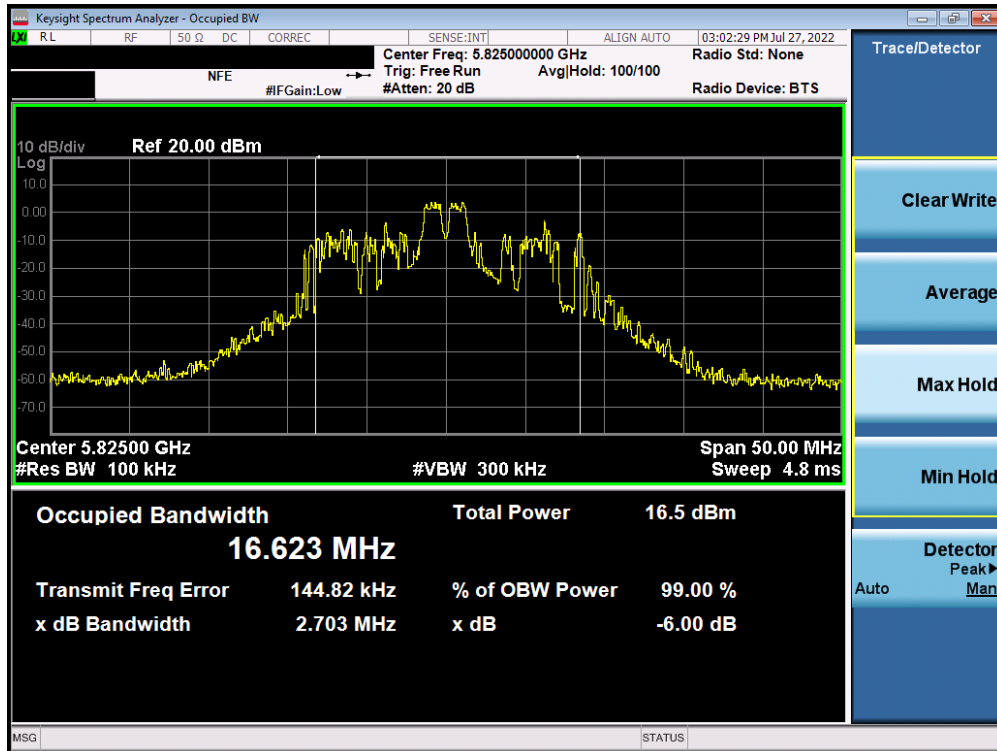 Keysight Spectrum Analyzer - Occupied BW
LXI RL RF 50 Ω DC CORREC SENSE:INT ALIGN AUTO 03:02:29 PM Jul 27, 2022
Center Freq: 5.825000000 GHz Radio Std: None
NFE Trig: Free Run Avg|Hold: 100/100
#IFGain:Low #Atten: 20 dB Radio Device: BTS
10 dB/div Ref 20.00 dBm
Log
10.0
0.00
-10.0
-20.0
-30.0
-40.0
-50.0
-60.0
-70.0
Center 5.82500 GHz Span 50.00 MHz
#Res BW 100 kHz #VBW 300 kHz Sweep 4.8 ms
Occupied Bandwidth Total Power 16.5 dBm
16.623 MHz
Transmit Freq Error 144.82 kHz % of OBW Power 99.00 %
x dB Bandwidth 2.703 MHz x dB -6.00 dB
MSG STATUS
Trace/Detector
Clear Write
Average
Max Hold
Min Hold
Detector
Peak▶
Auto Man